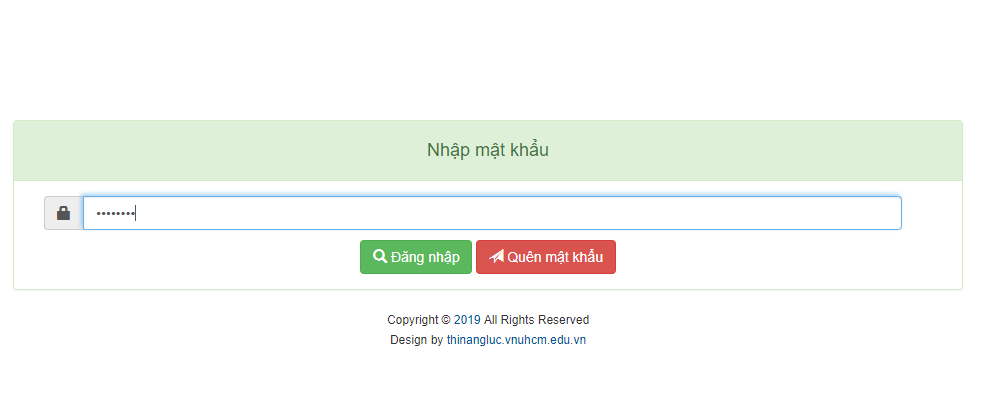 Nhập mật khẩu
••••••••
Đăng nhập Quên mật khẩu
Copyright © 2019 All Rights Reserved
Design by thinangluc.vnuhcm.edu.vn